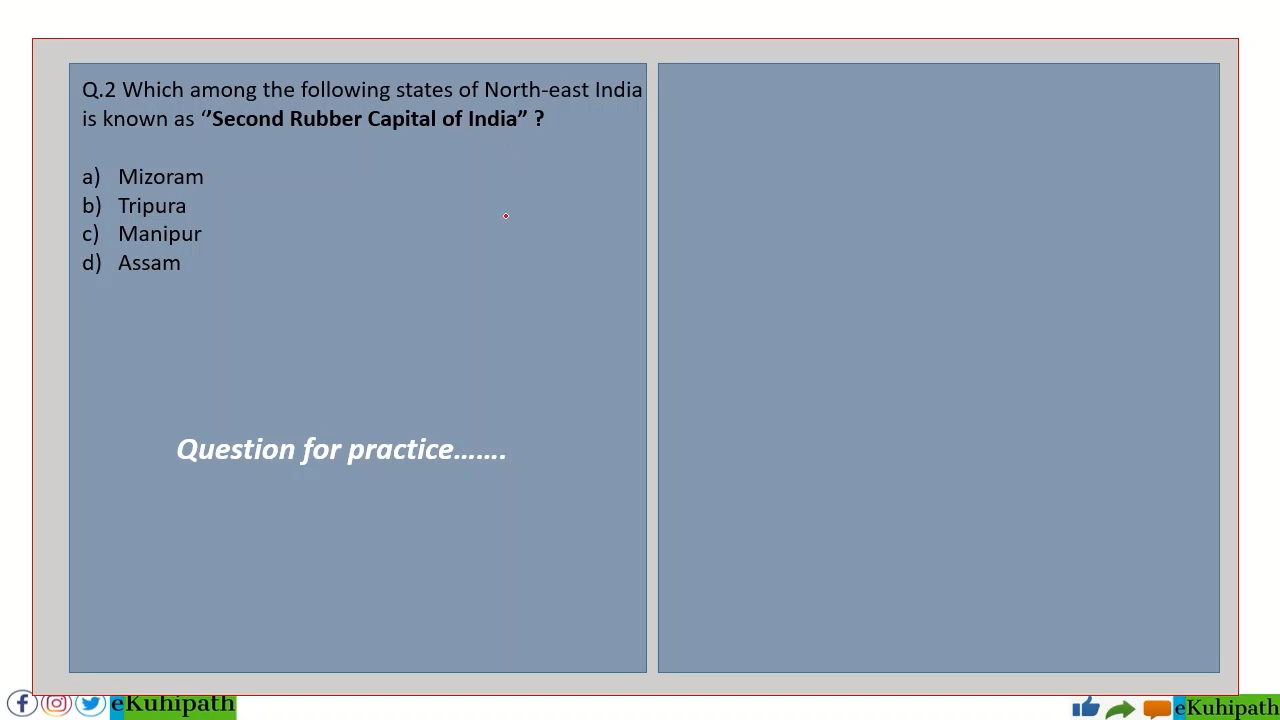 Q.2 Which among the following states of North-east India
is known as ‘’Second Rubber Capital of India” ?
a) Mizoram
b) Tripura
c) Manipur
d) Assam
Question for practice…….
eKuhipath
eKuhipath